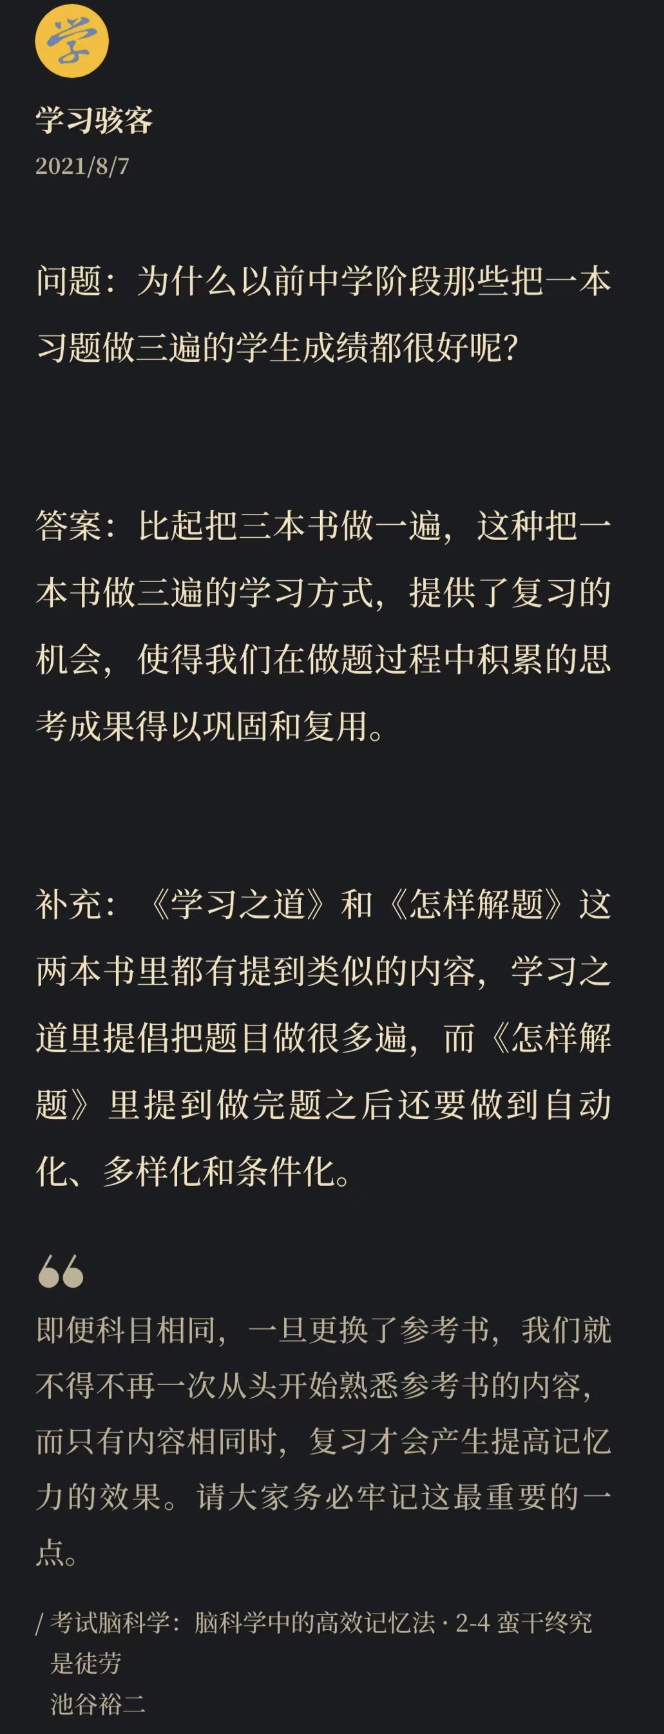 学
学习骇客
2021/8/7
问题：为什么以前中学阶段那些把一本
习题做三遍的学生成绩都很好呢？
答案：比起把三本书做一遍，这种把一
本书做三遍的学习方式，提供了复习的
机会，使得我们在做题过程中积累的思
考成果得以巩固和复用。
补充：《学习之道》和《怎样解题》这
两本书里都有提到类似的内容，学习之
道里提倡把题目做很多遍，而《怎样解
题》里提到做完题之后还要做到自动
化、多样化和条件化。
“
即便科目相同，一旦更换了参考书，我们就
不得不再一次从头开始熟悉参考书的内容，
而只有内容相同时，复习才会产生提高记忆
力的效果。请大家务必牢记这最重要的一
点。
/ 考试脑科学：脑科学中的高效记忆法 · 2-4 蛮干终究
是徒劳
池谷裕二